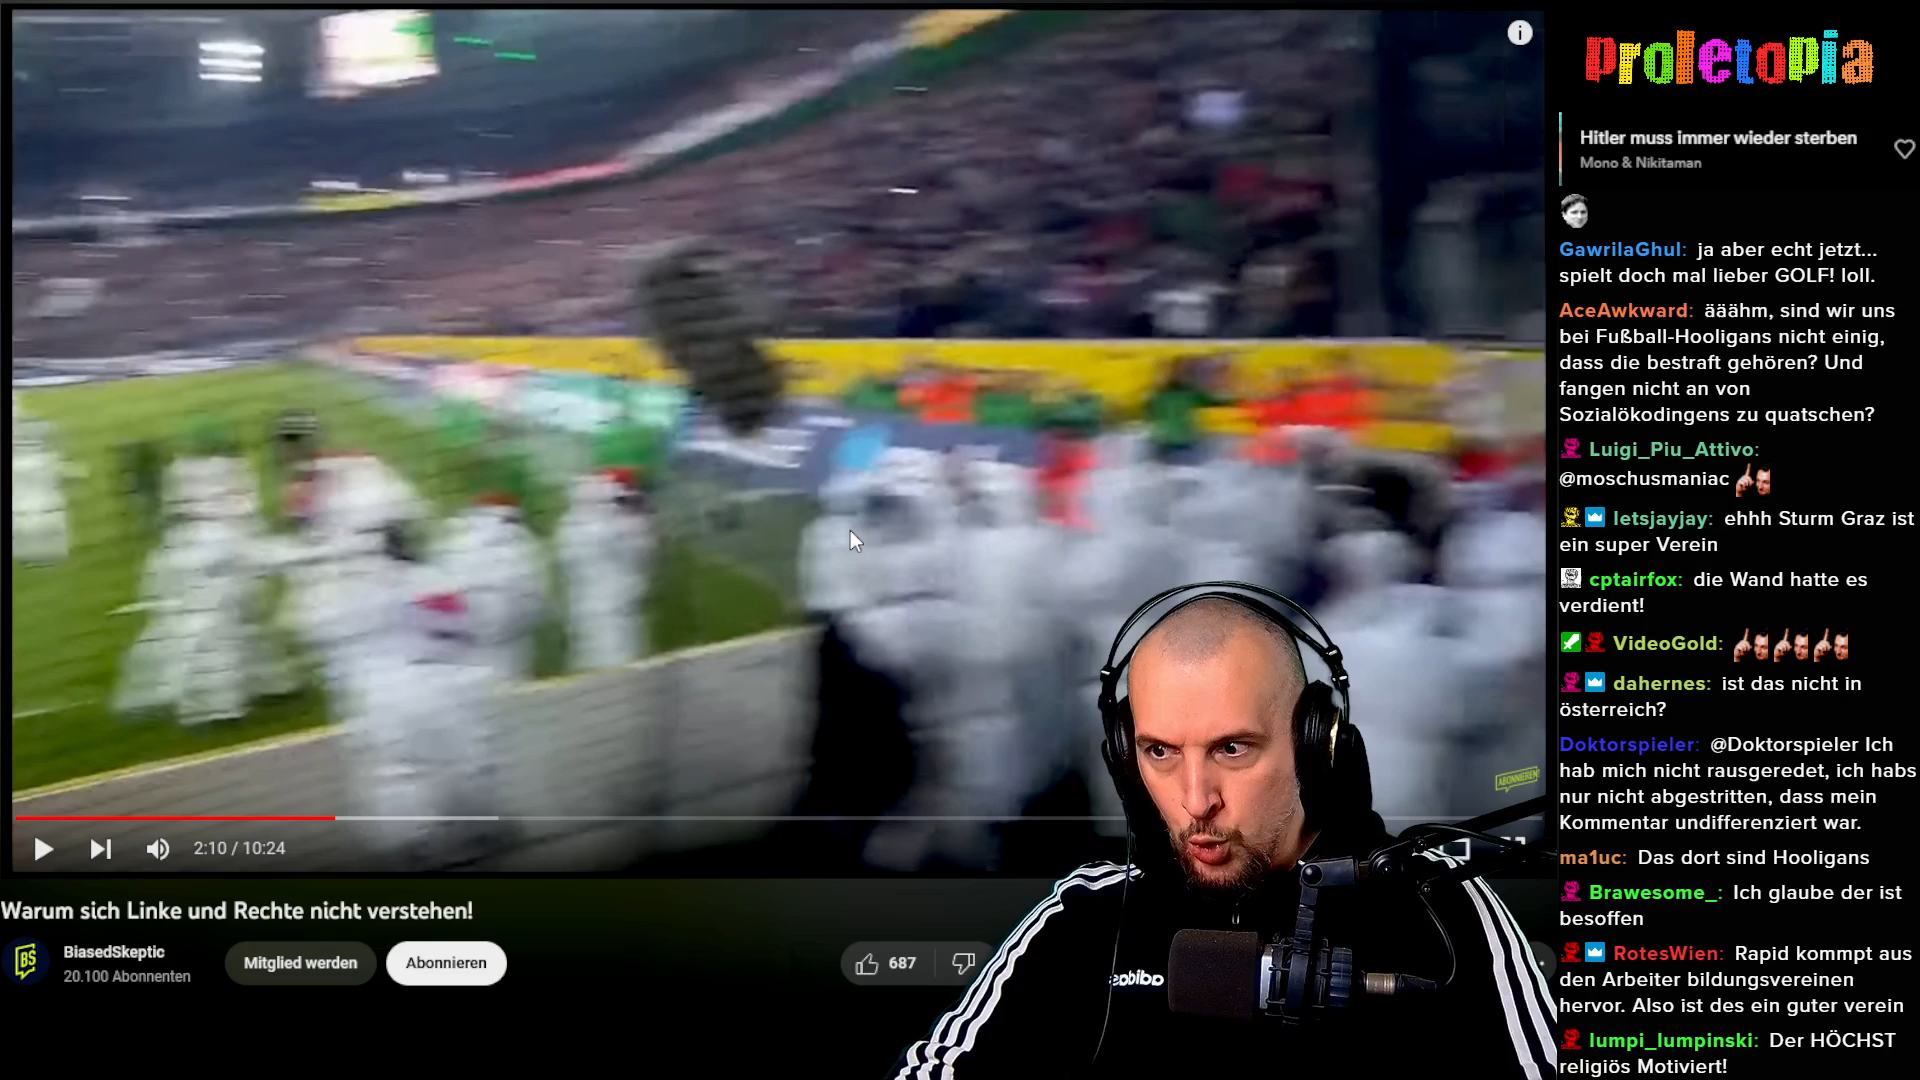 Proletopia
Hitler muss immer wieder sterben
Mono & Nikitaman
GawrilaGhul: ja aber echt jetzt...
spielt doch mal lieber GOLF! loll.
AceAwkward: ääähm, sind wir uns
bei Fußball-Hooligans nicht einig,
dass die bestraft gehören? Und
fangen nicht an von
Sozialökodingens zu quatschen?
Luigi_Piu_Attivo:
@moschusmaniac
letsjayjay: ehhh Sturm Graz ist
ein super Verein
cptairfox: die Wand hatte es
verdient!
VideoGold:
dahernes: ist das nicht in
österreich?
Doktorspieler: @Doktorspieler Ich
hab mich nicht rausgeredet, ich habs
nur nicht abgestritten, dass mein
Kommentar undifferenziert war.
ma1uc: Das dort sind Hooligans
Brawesome_: Ich glaube der ist
besoffen
RotesWien: Rapid kommpt aus
den Arbeiter bildungsvereinen
hervor. Also ist des ein guter verein
lumpi_lumpinski: Der HÖCHST
religiös Motiviert!
ABONNIEREN!
2:10 / 10:24
Warum sich Linke und Rechte nicht verstehen!
BS
BiasedSkeptic
20.100 Abonnenten
Mitglied werden
Abonnieren
687
adidas